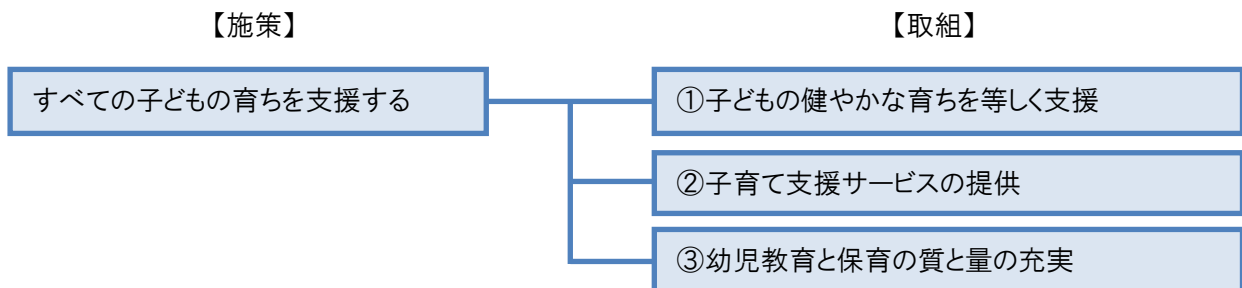 【施策】
【取組】
すべての子どもの育ちを支援する
①子どもの健やかな育ちを等しく支援
②子育て支援サービスの提供
③幼児教育と保育の質と量の充実